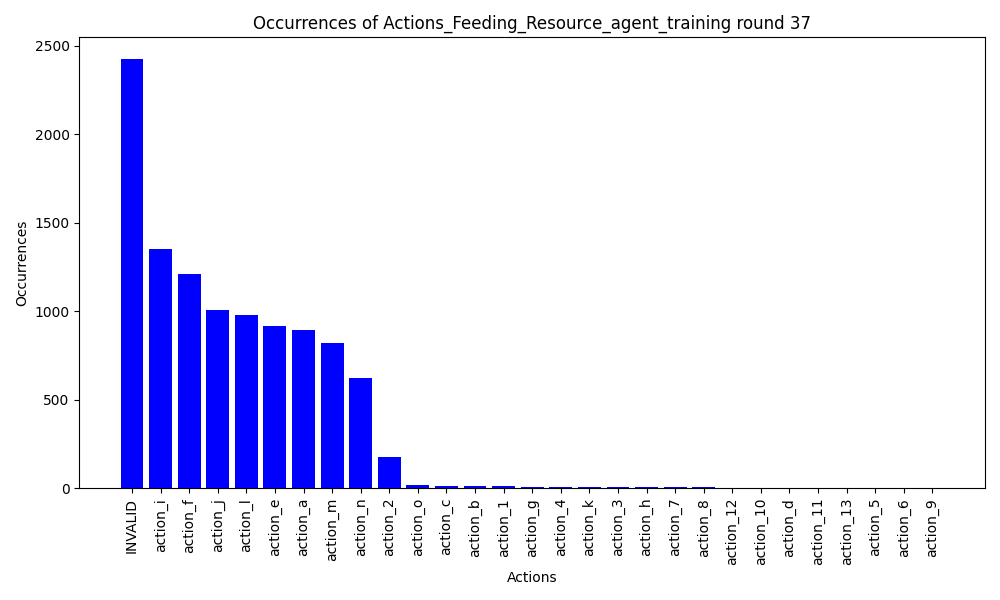 Occurrences of Actions_Feeding_Resource_agent_training round 37
Occurrences
2500
2000
1500
1000
500
0
INVALID
action_i
action_f
action_j
action_l
action_e
action_a
action_m
action_n
action_2
action_o
action_c
action_b
action_1
action_g
action_4
action_k
action_3
action_h
action_7
action_8
action_12
action_10
action_d
action_11
action_13
action_5
action_6
action_9
Actions